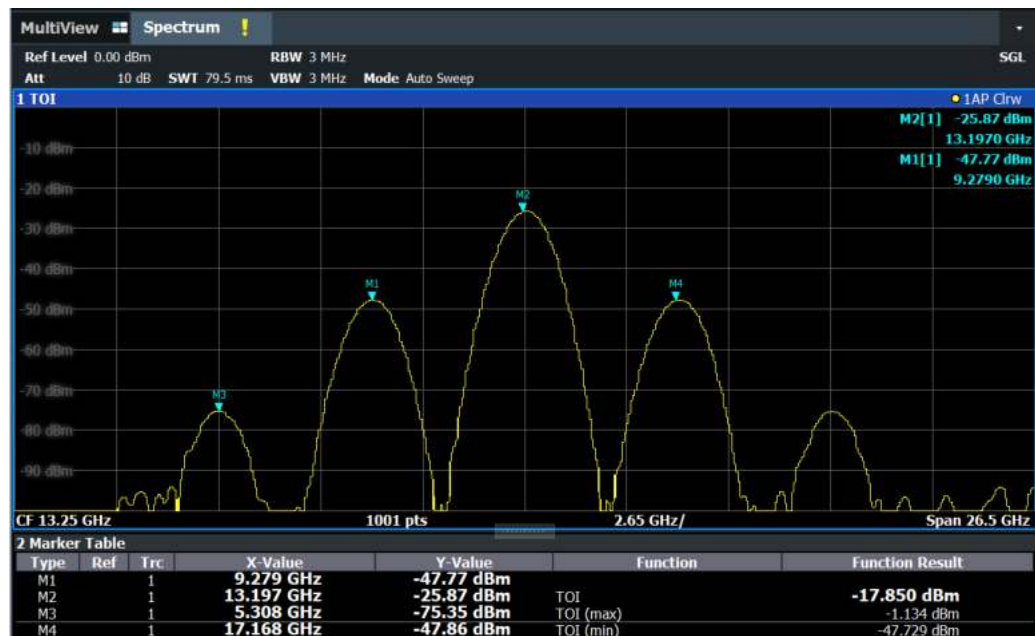 MultiView Spectrum !
Ref Level 0.00 dBm RBW 3 MHz SGL
Att 10 dB SWT 79.5 ms VBW 3 MHz Mode Auto Sweep
1 TOI 1AP Clrw
M2[1] -25.87 dBm
13.1970 GHz
M1[1] -47.77 dBm
9.2790 GHz
-10 dBm
-20 dBm
M2
-30 dBm
-40 dBm
M1
M4
-50 dBm
-60 dBm
-70 dBm
M3
-80 dBm
-90 dBm
CF 13.25 GHz 1001 pts 2.65 GHz/ Span 26.5 GHz
2 Marker Table
Type Ref Trc X-Value Y-Value Function Function Result
M1 1 9.279 GHz -47.77 dBm
M2 1 13.197 GHz -25.87 dBm TOI -17.850 dBm
M3 1 5.308 GHz -75.35 dBm TOI (max) -1.134 dBm
M4 1 17.168 GHz -47.86 dBm TOI (min) -47.729 dBm